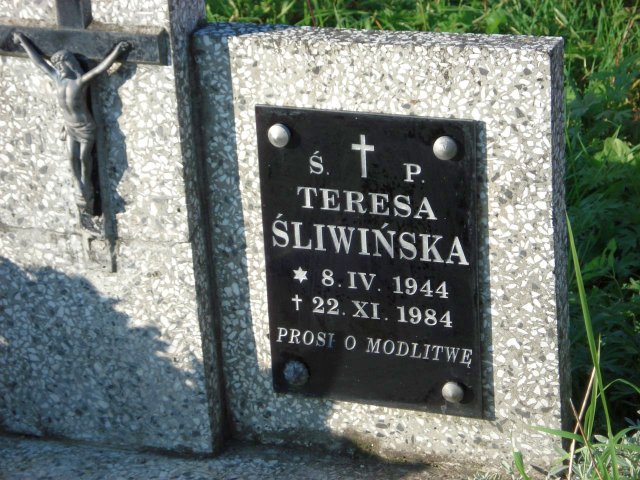 Ś. P.
TERESA
ŚLIWIŃSKA
* 8. IV. 1944
† 22. XI. 1984
PROSI O MODLITWĘ